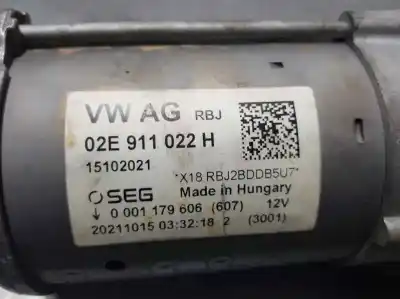 VW AG RBJ
02E 911 022 H
15102021
*X18 RBJ2BDDB5U7*
SEG Made in Hungary
↓ 0 001 179 606 (607) 12V
20211015 03:32:18 2 (3001)